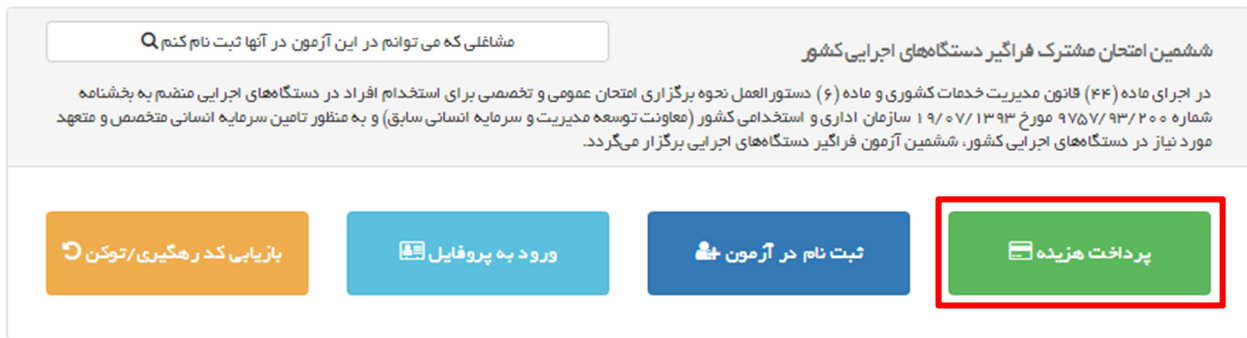 مشاغلی که می توانم در این آزمون در آنها ثبت نام کنم
ششمین امتحان مشترک فراگیر دستگاه‌های اجرایی کشور
در اجرای ماده (۴۴) قانون مدیریت خدمات کشوری و ماده (۶) دستورالعمل نحوه برگزاری امتحان عمومی و تخصصی برای استخدام افراد در دستگاه‌های اجرایی منضم به بخشنامه
شماره ۹۷۵۷/۹۳/۲۰۰ مورخ ۱۹/۰۷/۱۳۹۳ سازمان اداری و استخدامی کشور (معاونت توسعه مدیریت و سرمایه انسانی سابق) و به منظور تامین سرمایه انسانی متخصص و متعهد
مورد نیاز در دستگاه‌های اجرایی کشور، ششمین آزمون فراگیر دستگاه‌های اجرایی برگزار می‌گردد.
پرداخت هزینه
ثبت نام در آزمون
ورود به پروفایل
بازیابی کد رهگیری/توکن